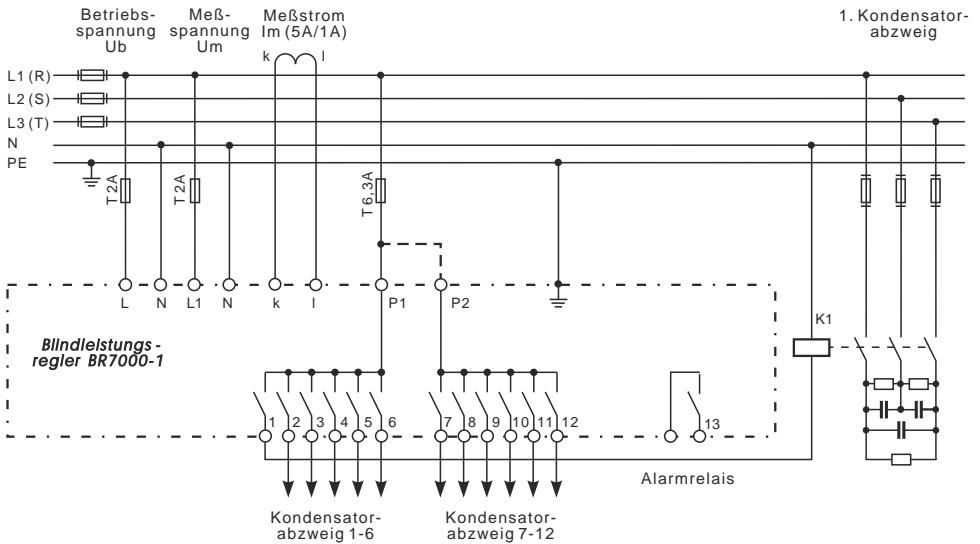 Betriebs-
spannung
Ub
Meß-
spannung
Um
Meßstrom
Im (5A/1A)
k l
1. Kondensator-
abzweig
L1 (R)
L2 (S)
L3 (T)
N
PE
T 2A
T 2A
T 6,3A
L N L1 N k l P1 P2
K1
Blindleistungs -
regler BR7000-1
1 2 3 4 5 6 7 8 9 10 11 12 13
Alarmrelais
Kondensator-
abzweig 1-6
Kondensator-
abzweig 7-12